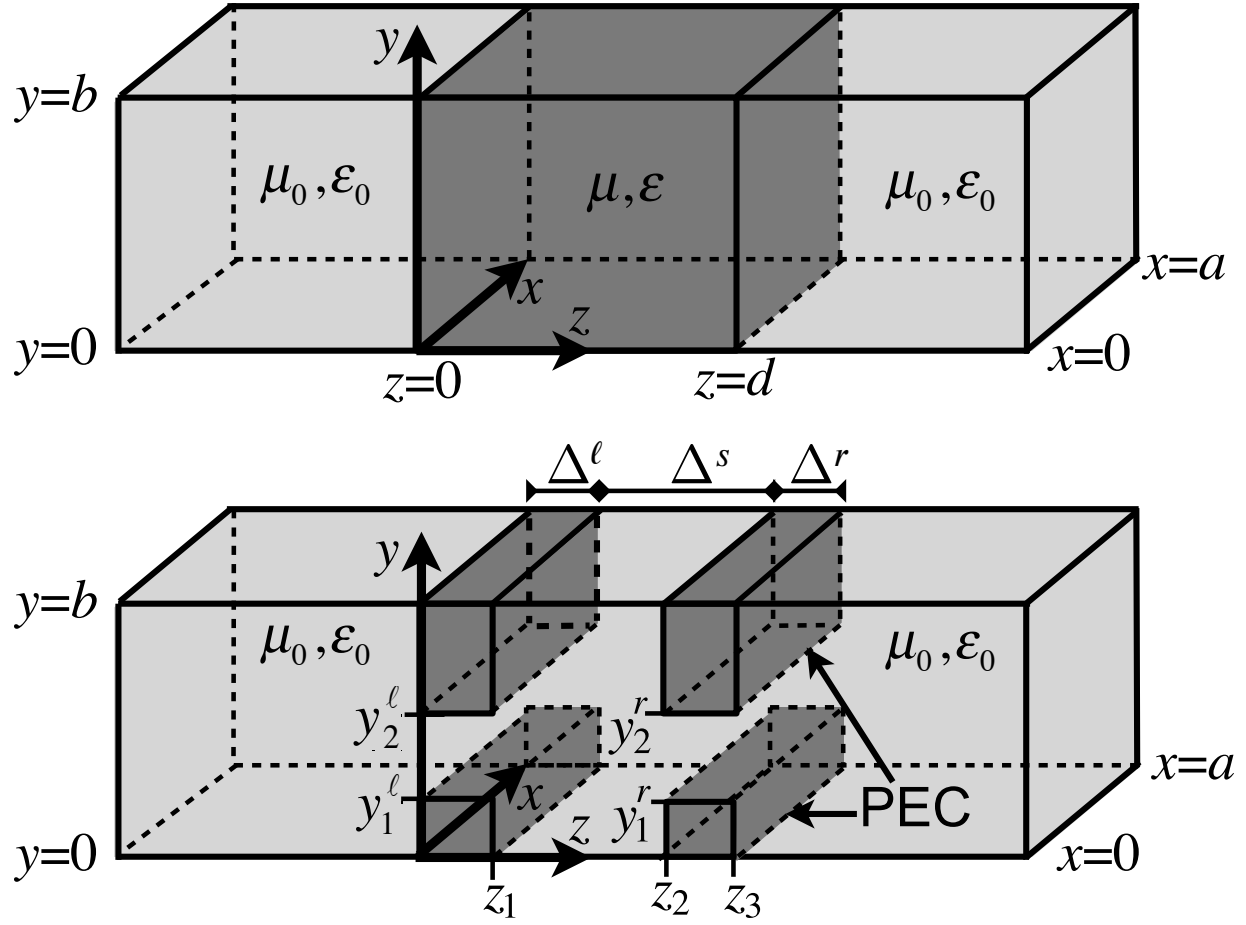 y
y=b
μ₀,ε₀
μ,ε
μ₀,ε₀
x
z
x=a
y=0
z=0
z=d
x=0
Δˡ
Δˢ
Δʳ
y
y=b
μ₀,ε₀
μ₀,ε₀
y₂ˡ
y₂ʳ
x
y₁ˡ
y₁ʳ
PEC
x=a
z
y=0
x=0
z₁
z₂
z₃